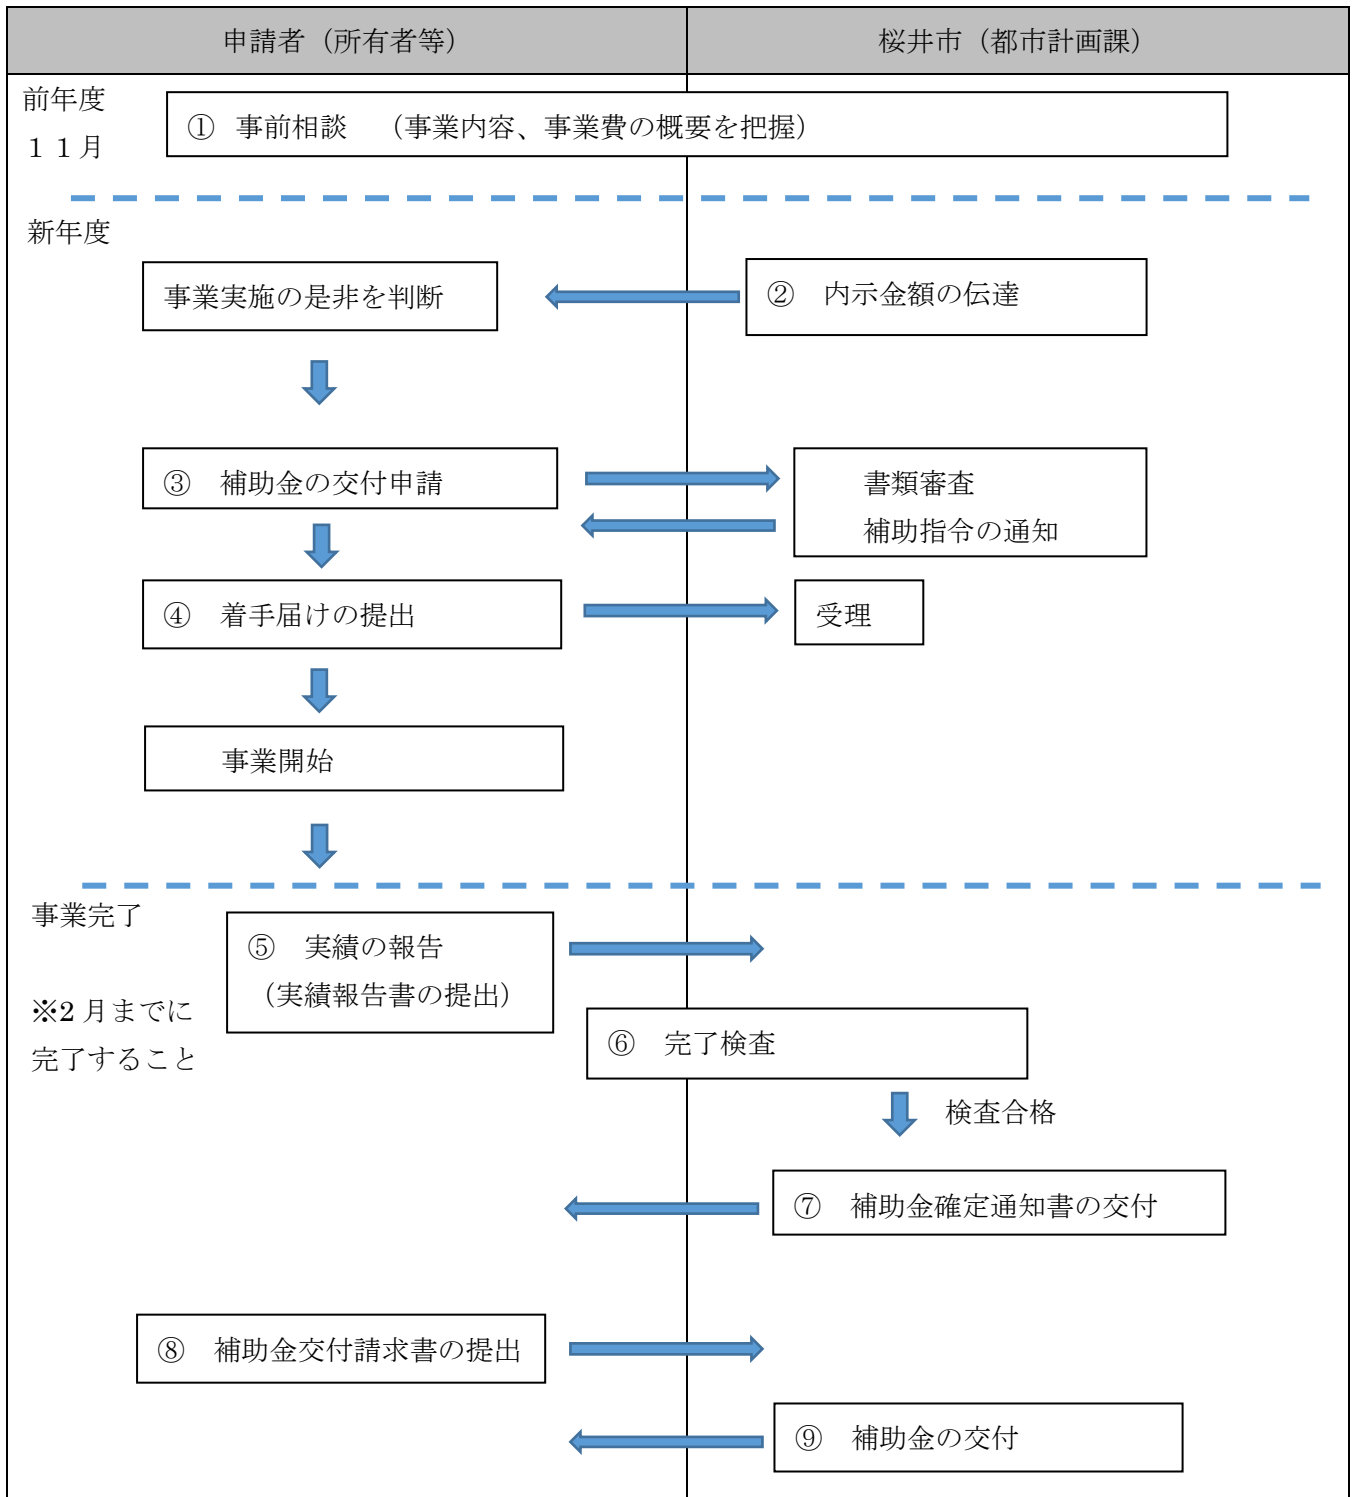 申請者（所有者等）
桜井市（都市計画課）
前年度
１１月
① 事前相談　（事業内容、事業費の概要を把握）
新年度
事業実施の是非を判断
②　内示金額の伝達
③　補助金の交付申請
書類審査
補助指令の通知
④　着手届けの提出
受理
事業開始
事業完了
※2 月までに
完了すること
⑤　実績の報告
（実績報告書の提出）
⑥　完了検査
検査合格
⑦　補助金確定通知書の交付
⑧　補助金交付請求書の提出
⑨　補助金の交付